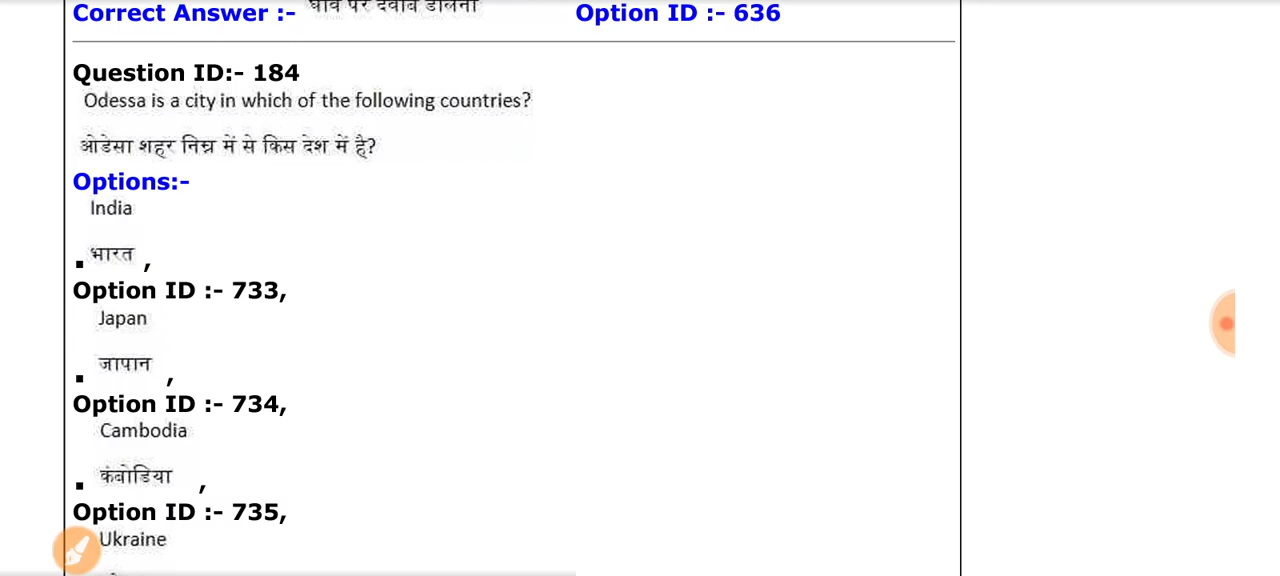 Correct Answer :- घाव पर दवाब डालना Option ID :- 636
Question ID:- 184
Odessa is a city in which of the following countries?
ओडेसा शहर निम्न में से किस देश में है?
Options:-
India
▪ भारत ,
Option ID :- 733,
Japan
▪ जापान ,
Option ID :- 734,
Cambodia
▪ कंबोडिया ,
Option ID :- 735,
Ukraine